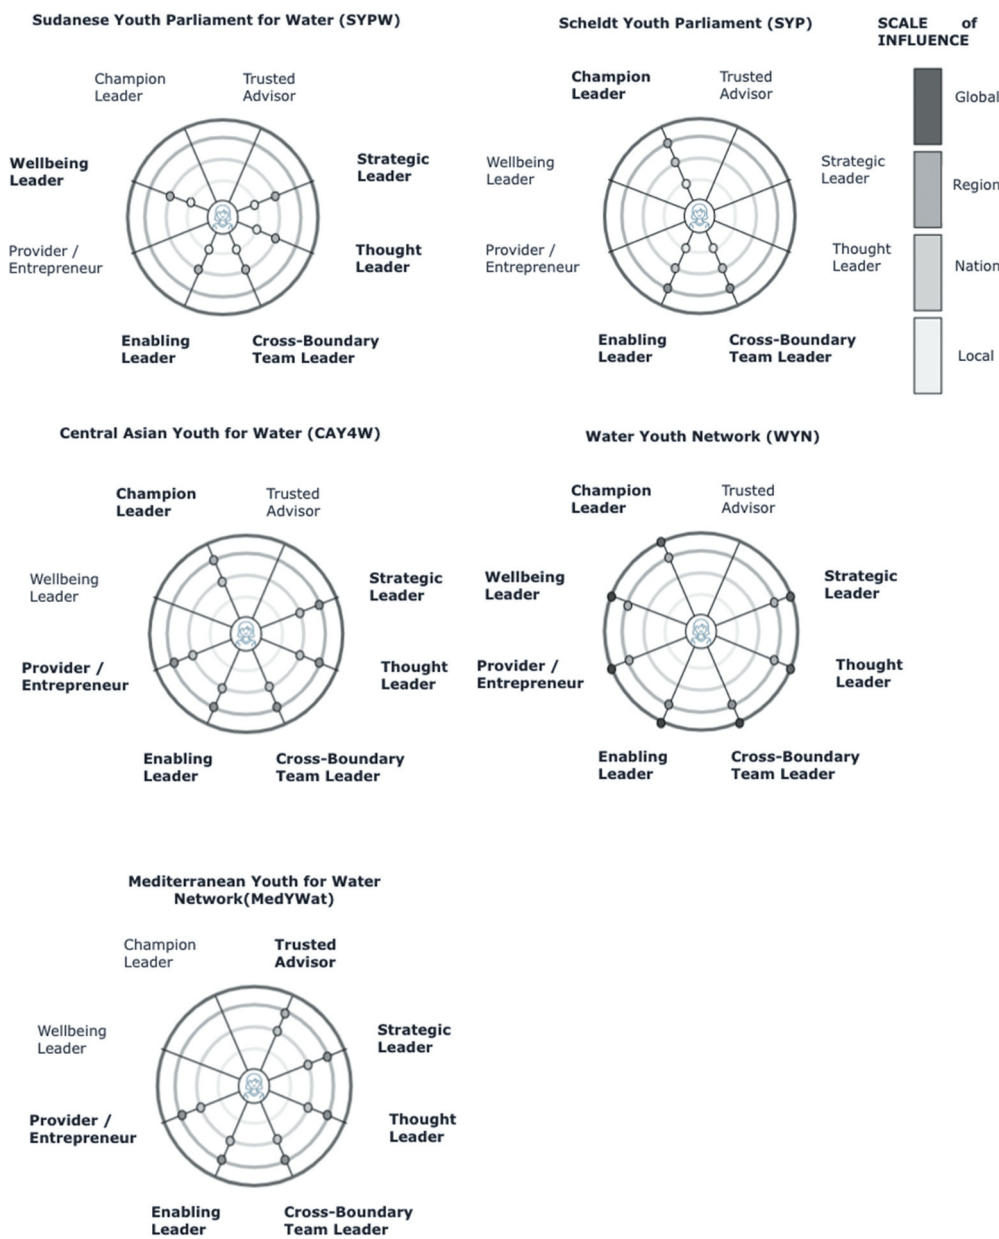 Sudanese Youth Parliament for Water (SYPW)
Champion
Leader
Trusted
Advisor
Wellbeing
Leader
Strategic
Leader
Provider /
Entrepreneur
Thought
Leader
Enabling
Leader
Cross-Boundary
Team Leader
Scheldt Youth Parliament (SYP)
Champion
Leader
Trusted
Advisor
Wellbeing
Leader
Strategic
Leader
Provider /
Entrepreneur
Thought
Leader
Enabling
Leader
Cross-Boundary
Team Leader
SCALE of
INFLUENCE
Global
Region
Nation
Local
Central Asian Youth for Water (CAY4W)
Champion
Leader
Trusted
Advisor
Wellbeing
Leader
Strategic
Leader
Provider /
Entrepreneur
Thought
Leader
Enabling
Leader
Cross-Boundary
Team Leader
Water Youth Network (WYN)
Champion
Leader
Trusted
Advisor
Wellbeing
Leader
Strategic
Leader
Provider /
Entrepreneur
Thought
Leader
Enabling
Leader
Cross-Boundary
Team Leader
Mediterranean Youth for Water
Network(MedYWat)
Champion
Leader
Trusted
Advisor
Wellbeing
Leader
Strategic
Leader
Provider /
Entrepreneur
Thought
Leader
Enabling
Leader
Cross-Boundary
Team Leader